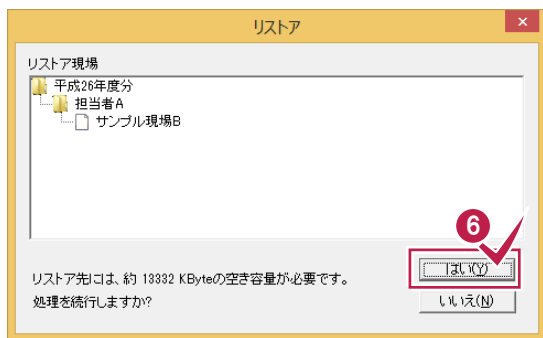 リストア
リストア現場
平成26年度分
担当者A
サンプル現場B
6
リストア先には、約 13332 KByteの空き容量が必要です。
処理を続行しますか?
はい(Y)
いいえ(N)